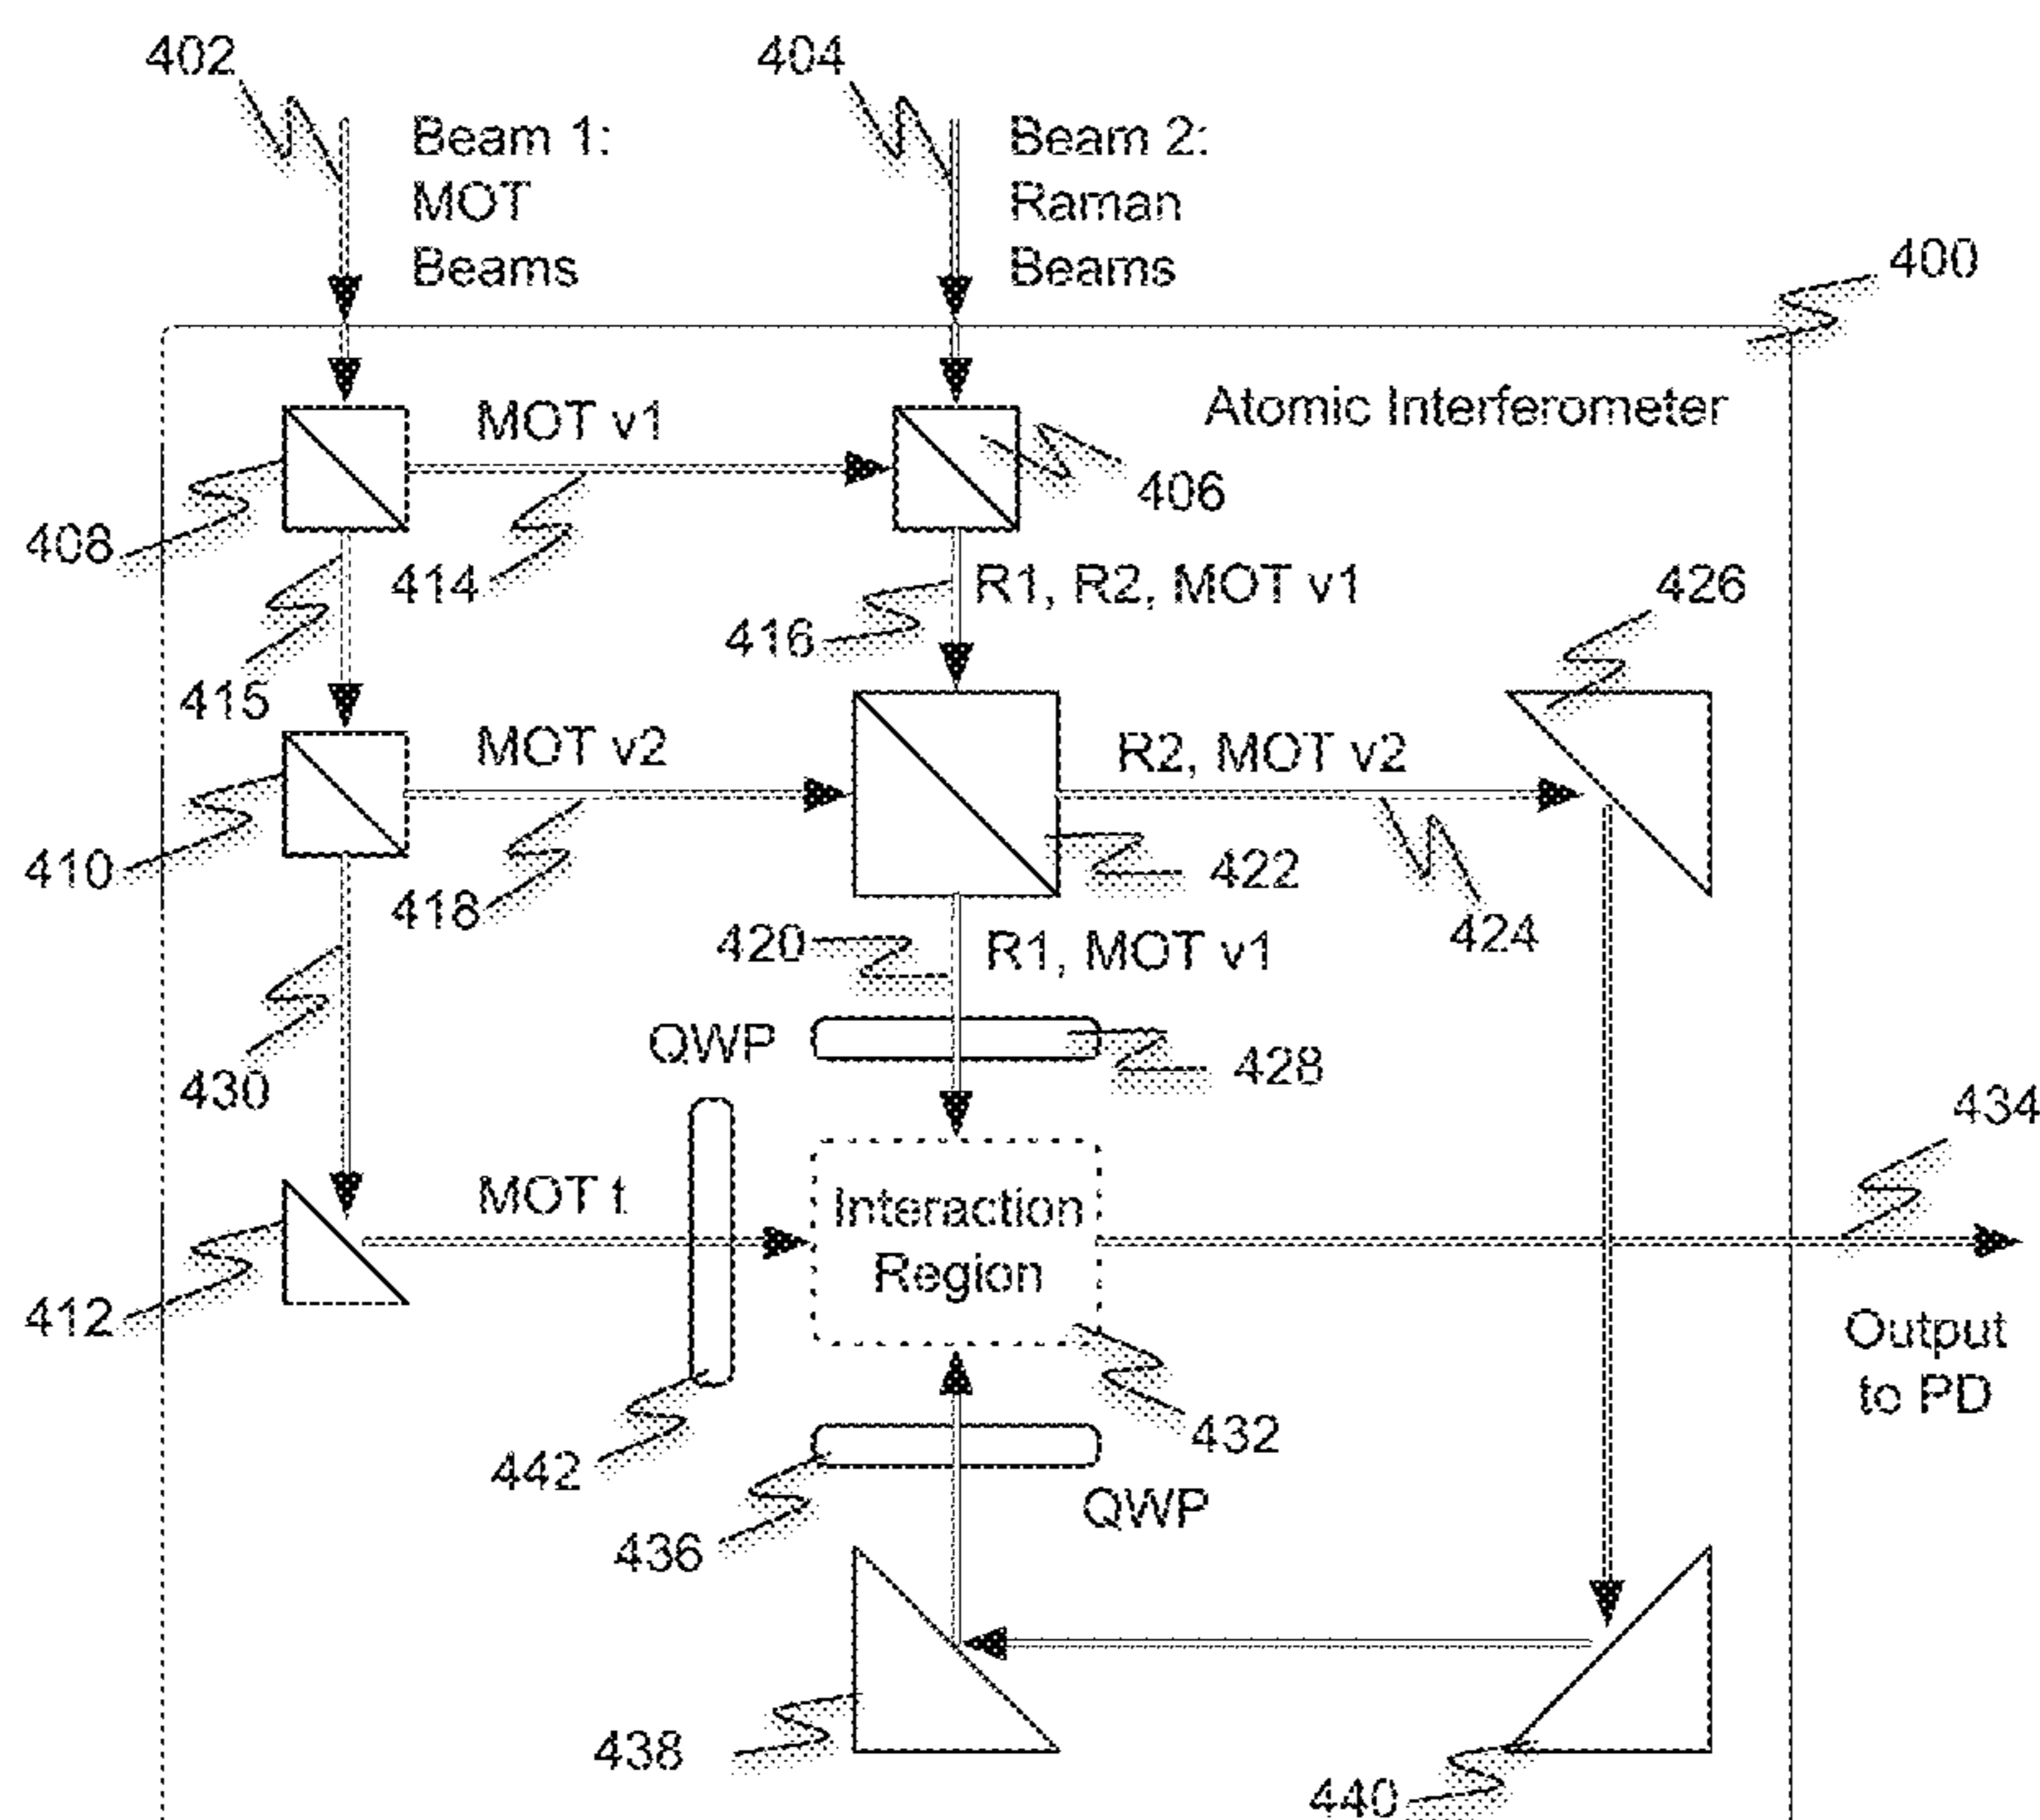 402
404
Beam 1:
MOT
Beams
Beam 2:
Raman
Beams
400
Atomic Interferometer
MOT v1
406
408
414
R1, R2, MOT v1
426
416
415
MOT v2
R2, MOT v2
410
418
422
424
420
R1, MOT v1
QWP
428
430
434
MOT t
Interaction
Region
412
Output
to PD
432
442
QWP
436
438
440